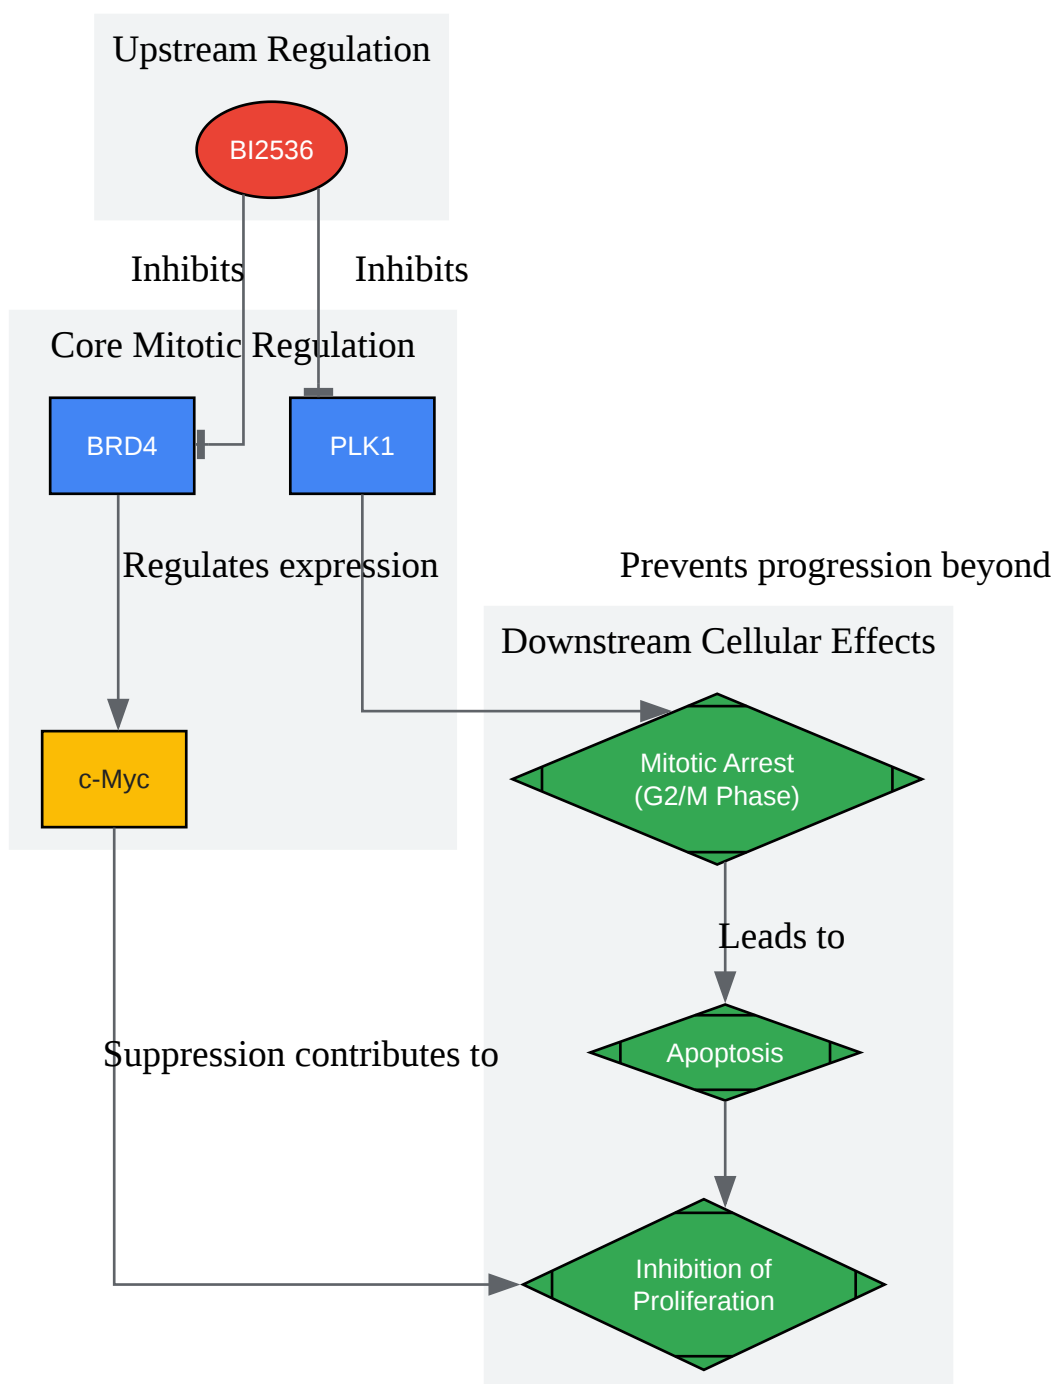 Upstream Regulation
BI2536
Inhibits
Inhibits
Core Mitotic Regulation
BRD4
PLK1
Regulates expression
Prevents progression beyond
Downstream Cellular Effects
Mitotic Arrest
(G2/M Phase)
c-Myc
Leads to
Suppression contributes to
Apoptosis
Inhibition of
Proliferation